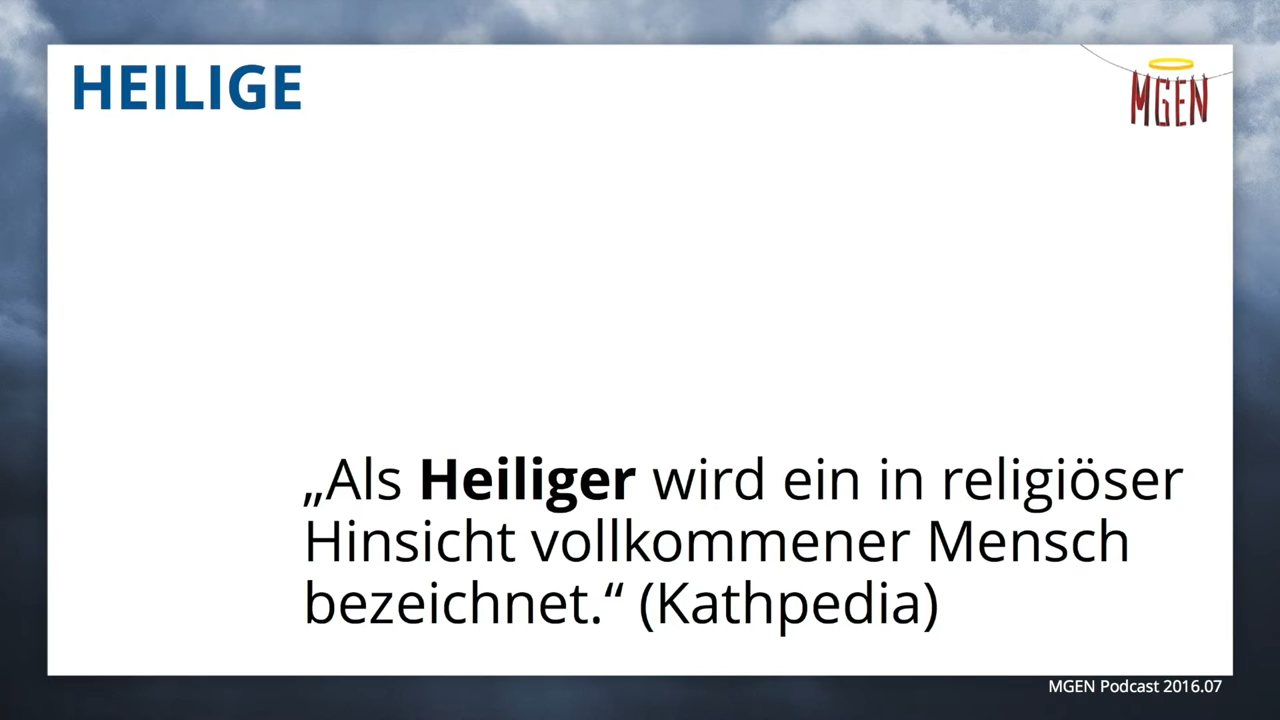 HEILIGE
MGEN
„Als Heiliger wird ein in religiöser
Hinsicht vollkommener Mensch
bezeichnet.“ (Kathpedia)
MGEN Podcast 2016.07